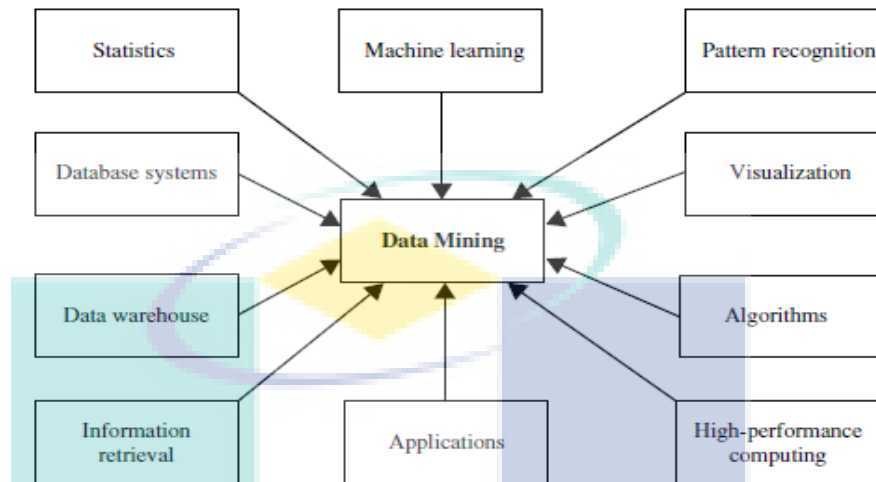 Statistics
Machine learning
Pattern recognition
Database systems
Visualization
Data Mining
Data warehouse
Algorithms
Information
retrieval
Applications
High-performance
computing